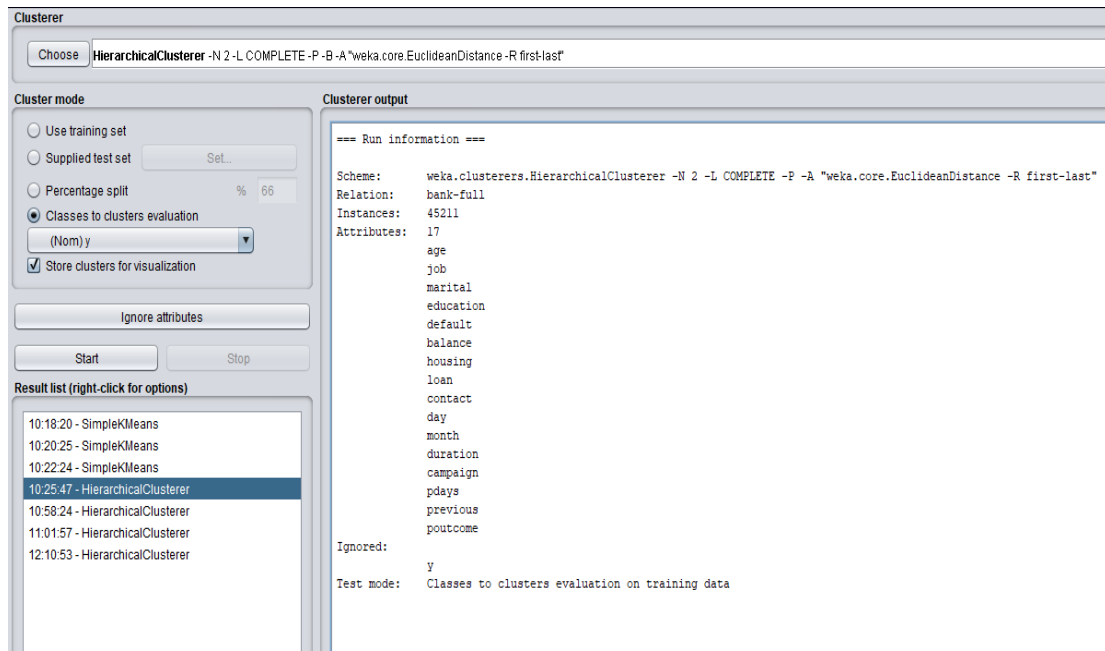 Clusterer
Choose HierarchicalClusterer -N 2 -L COMPLETE -P -B -A "weka.core.EuclideanDistance -R first-last"
Cluster mode
Use training set
Supplied test set Set...
Percentage split % 66
Classes to clusters evaluation
(Nom) y
Store clusters for visualization
Ignore attributes
Start Stop
Result list (right-click for options)
10:18:20 - SimpleKMeans
10:20:25 - SimpleKMeans
10:22:24 - SimpleKMeans
10:25:47 - HierarchicalClusterer
10:58:24 - HierarchicalClusterer
11:01:57 - HierarchicalClusterer
12:10:53 - HierarchicalClusterer
Clusterer output
=== Run information ===
Scheme: weka.clusterers.HierarchicalClusterer -N 2 -L COMPLETE -P -A "weka.core.EuclideanDistance -R first-last"
Relation: bank-full
Instances: 45211
Attributes: 17
age
job
marital
education
default
balance
housing
loan
contact
day
month
duration
campaign
pdays
previous
poutcome
Ignored:
y
Test mode: Classes to clusters evaluation on training data